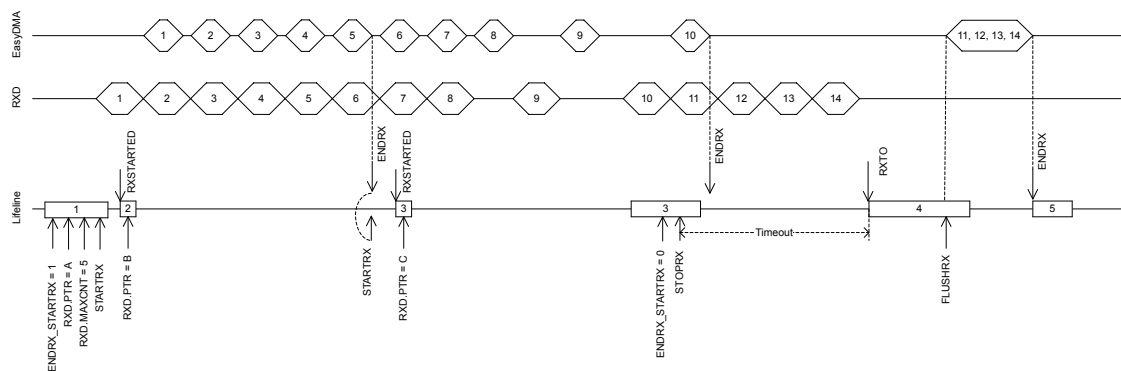 EasyDMA
1
2
3
4
5
6
7
8
9
10
11, 12, 13, 14
RXD
1
2
3
4
5
6
7
8
9
10
11
12
13
14
RXSTARTED
ENDRX
RXSTARTED
ENDRX
RXTO
ENDRX
Lifeline
1
2
3
3
4
5
Timeout
ENDRX_STARTRX = 1
RXD.PTR = A
RXD.MAXCNT = 5
STARTRX
RXD.PTR = B
STARTRX
RXD.PTR = C
ENDRX_STARTRX = 0
STOPRX
FLUSHRX